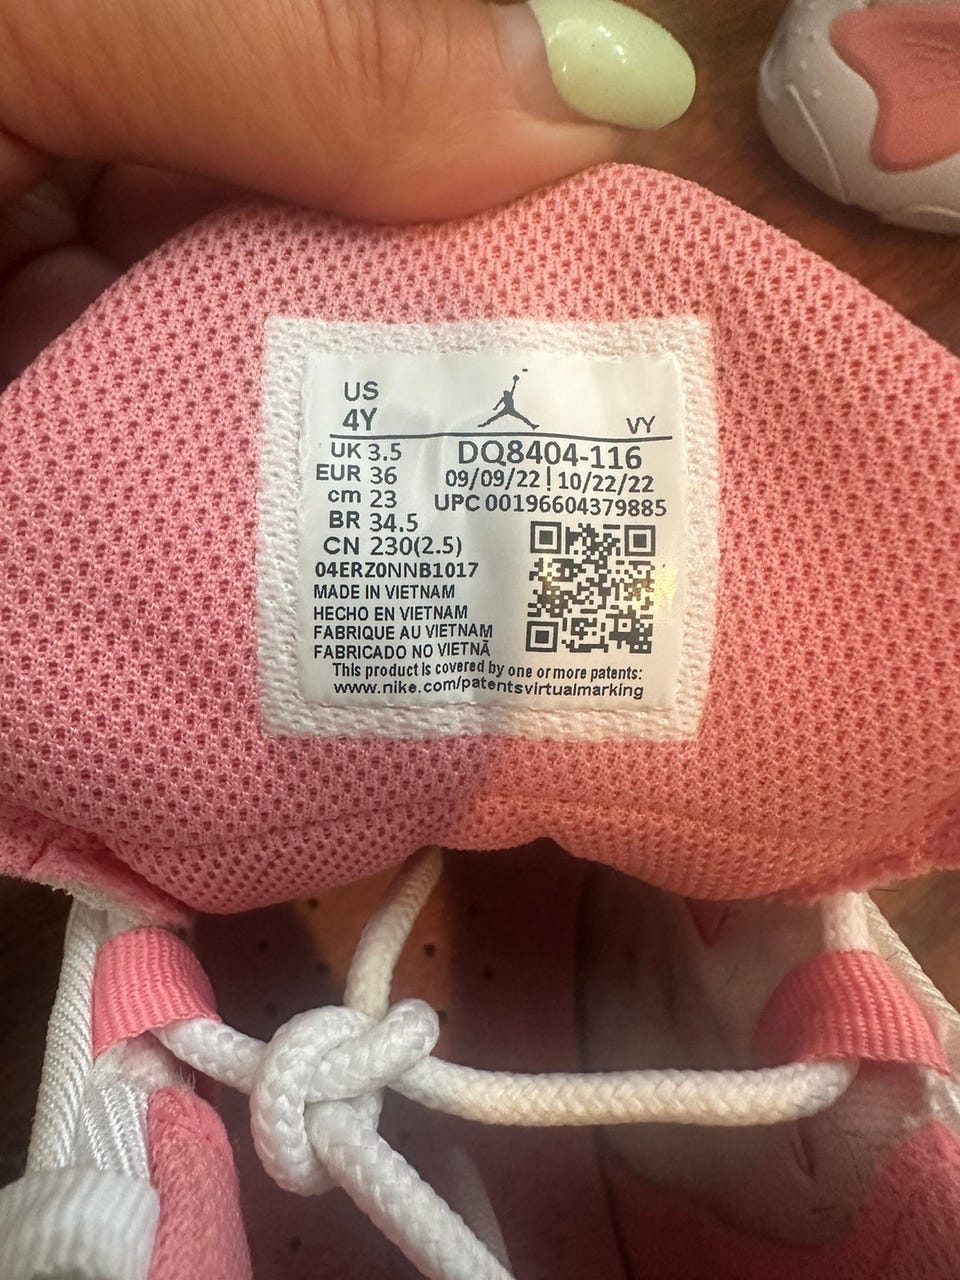 US
4Y
VY
UK 3.5
EUR 36
cm 23
BR 34.5
CN 230(2.5)
DQ8404-116
09/09/22 | 10/22/22
UPC 00196604379885
04ERZ0NNB1017
MADE IN VIETNAM
HECHO EN VIETNAM
FABRIQUE AU VIETNAM
FABRICADO NO VIETNÃ
This product is covered by one or more patents:
www.nike.com/patentsvirtualmarking